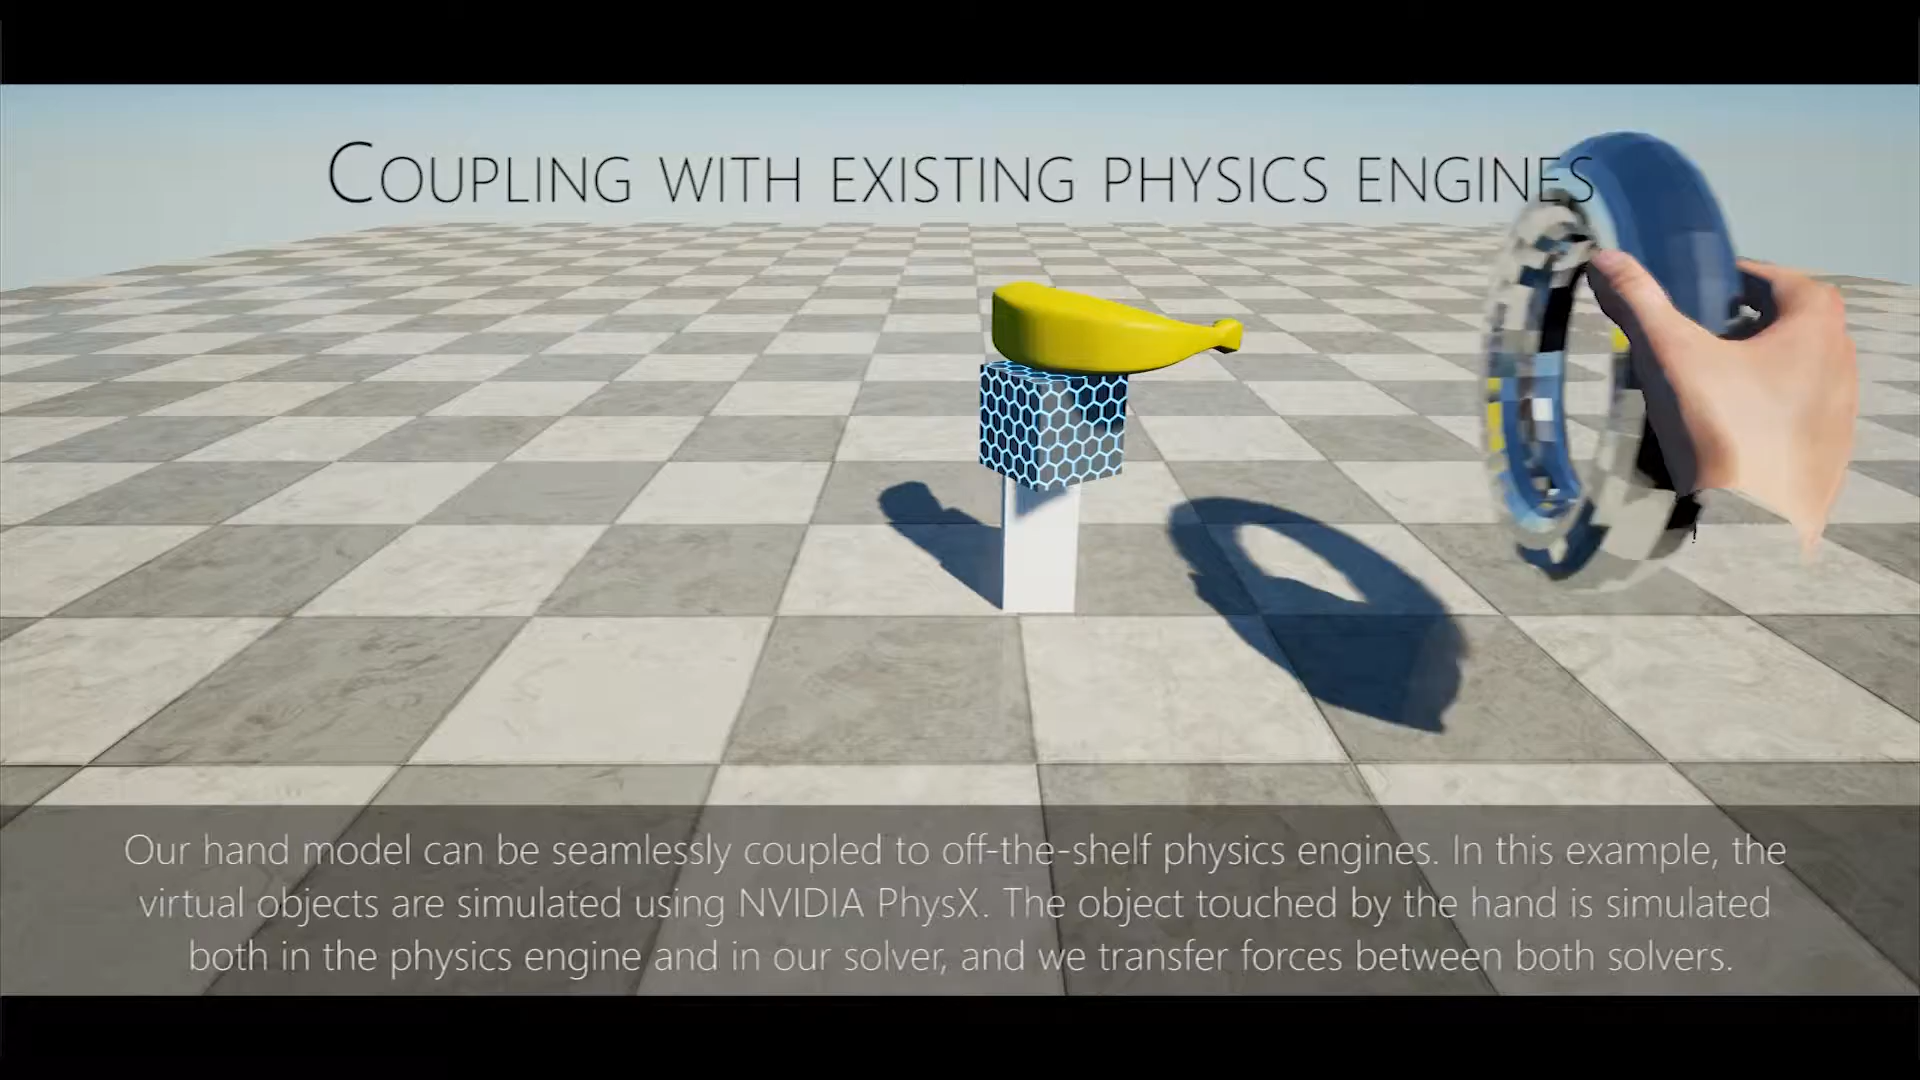 COUPLING WITH EXISTING PHYSICS ENGINES
Our hand model can be seamlessly coupled to off-the-shelf physics engines. In this example, the
virtual objects are simulated using NVIDIA PhysX. The object touched by the hand is simulated
both in the physics engine and in our solver, and we transfer forces between both solvers.